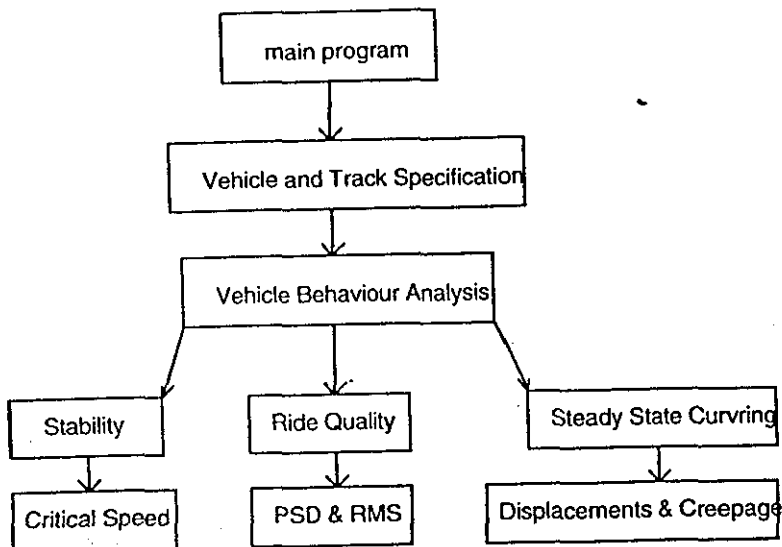 main program
Vehicle and Track Specification
Vehicle Behaviour Analysis
Stability
Ride Quality
Steady State Curvring
Critical Speed
PSD & RMS
Displacements & Creepage